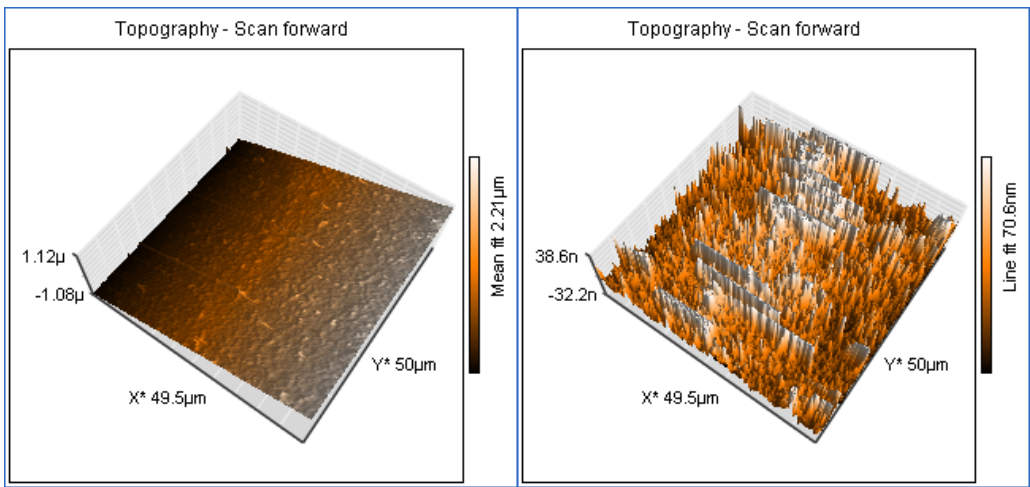 Topography - Scan forward
1.12µ
-1.08µ
X* 49.5µm
Y* 50µm
Mean fit 2.21µm
Topography - Scan forward
38.6n
-32.2n
X* 49.5µm
Y* 50µm
Line fit 70.6nm